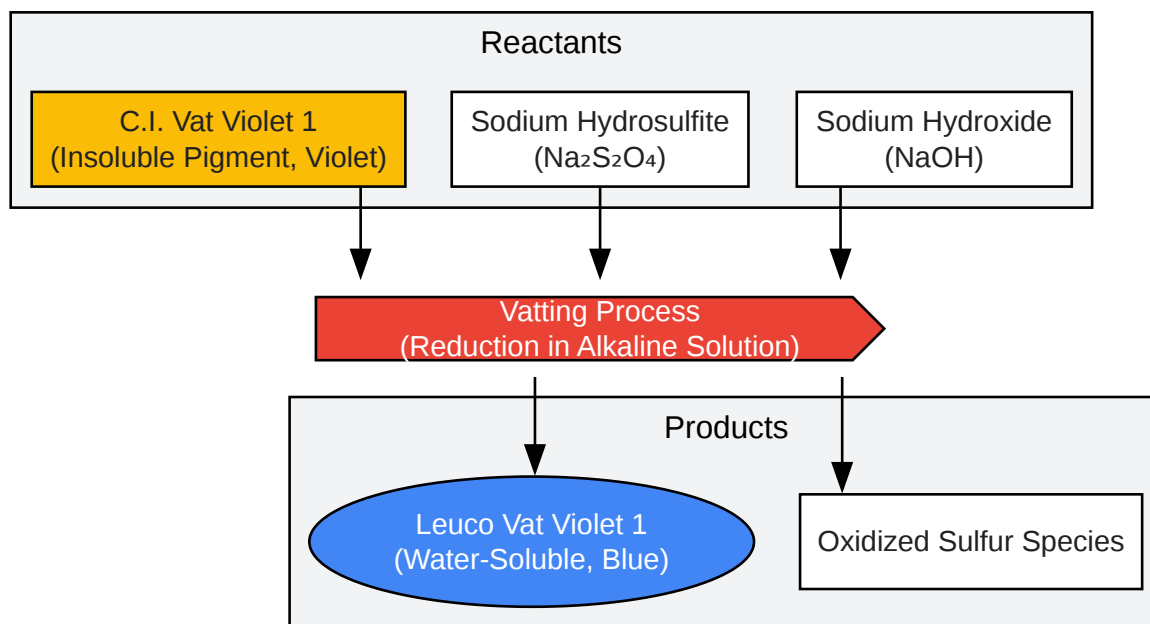 Reactants
C.I. Vat Violet 1
(Insoluble Pigment, Violet)
Sodium Hydrosulfite
(Na₂S₂O₄)
Sodium Hydroxide
(NaOH)
Vatting Process
(Reduction in Alkaline Solution)
Products
Leuco Vat Violet 1
(Water-Soluble, Blue)
Oxidized Sulfur Species